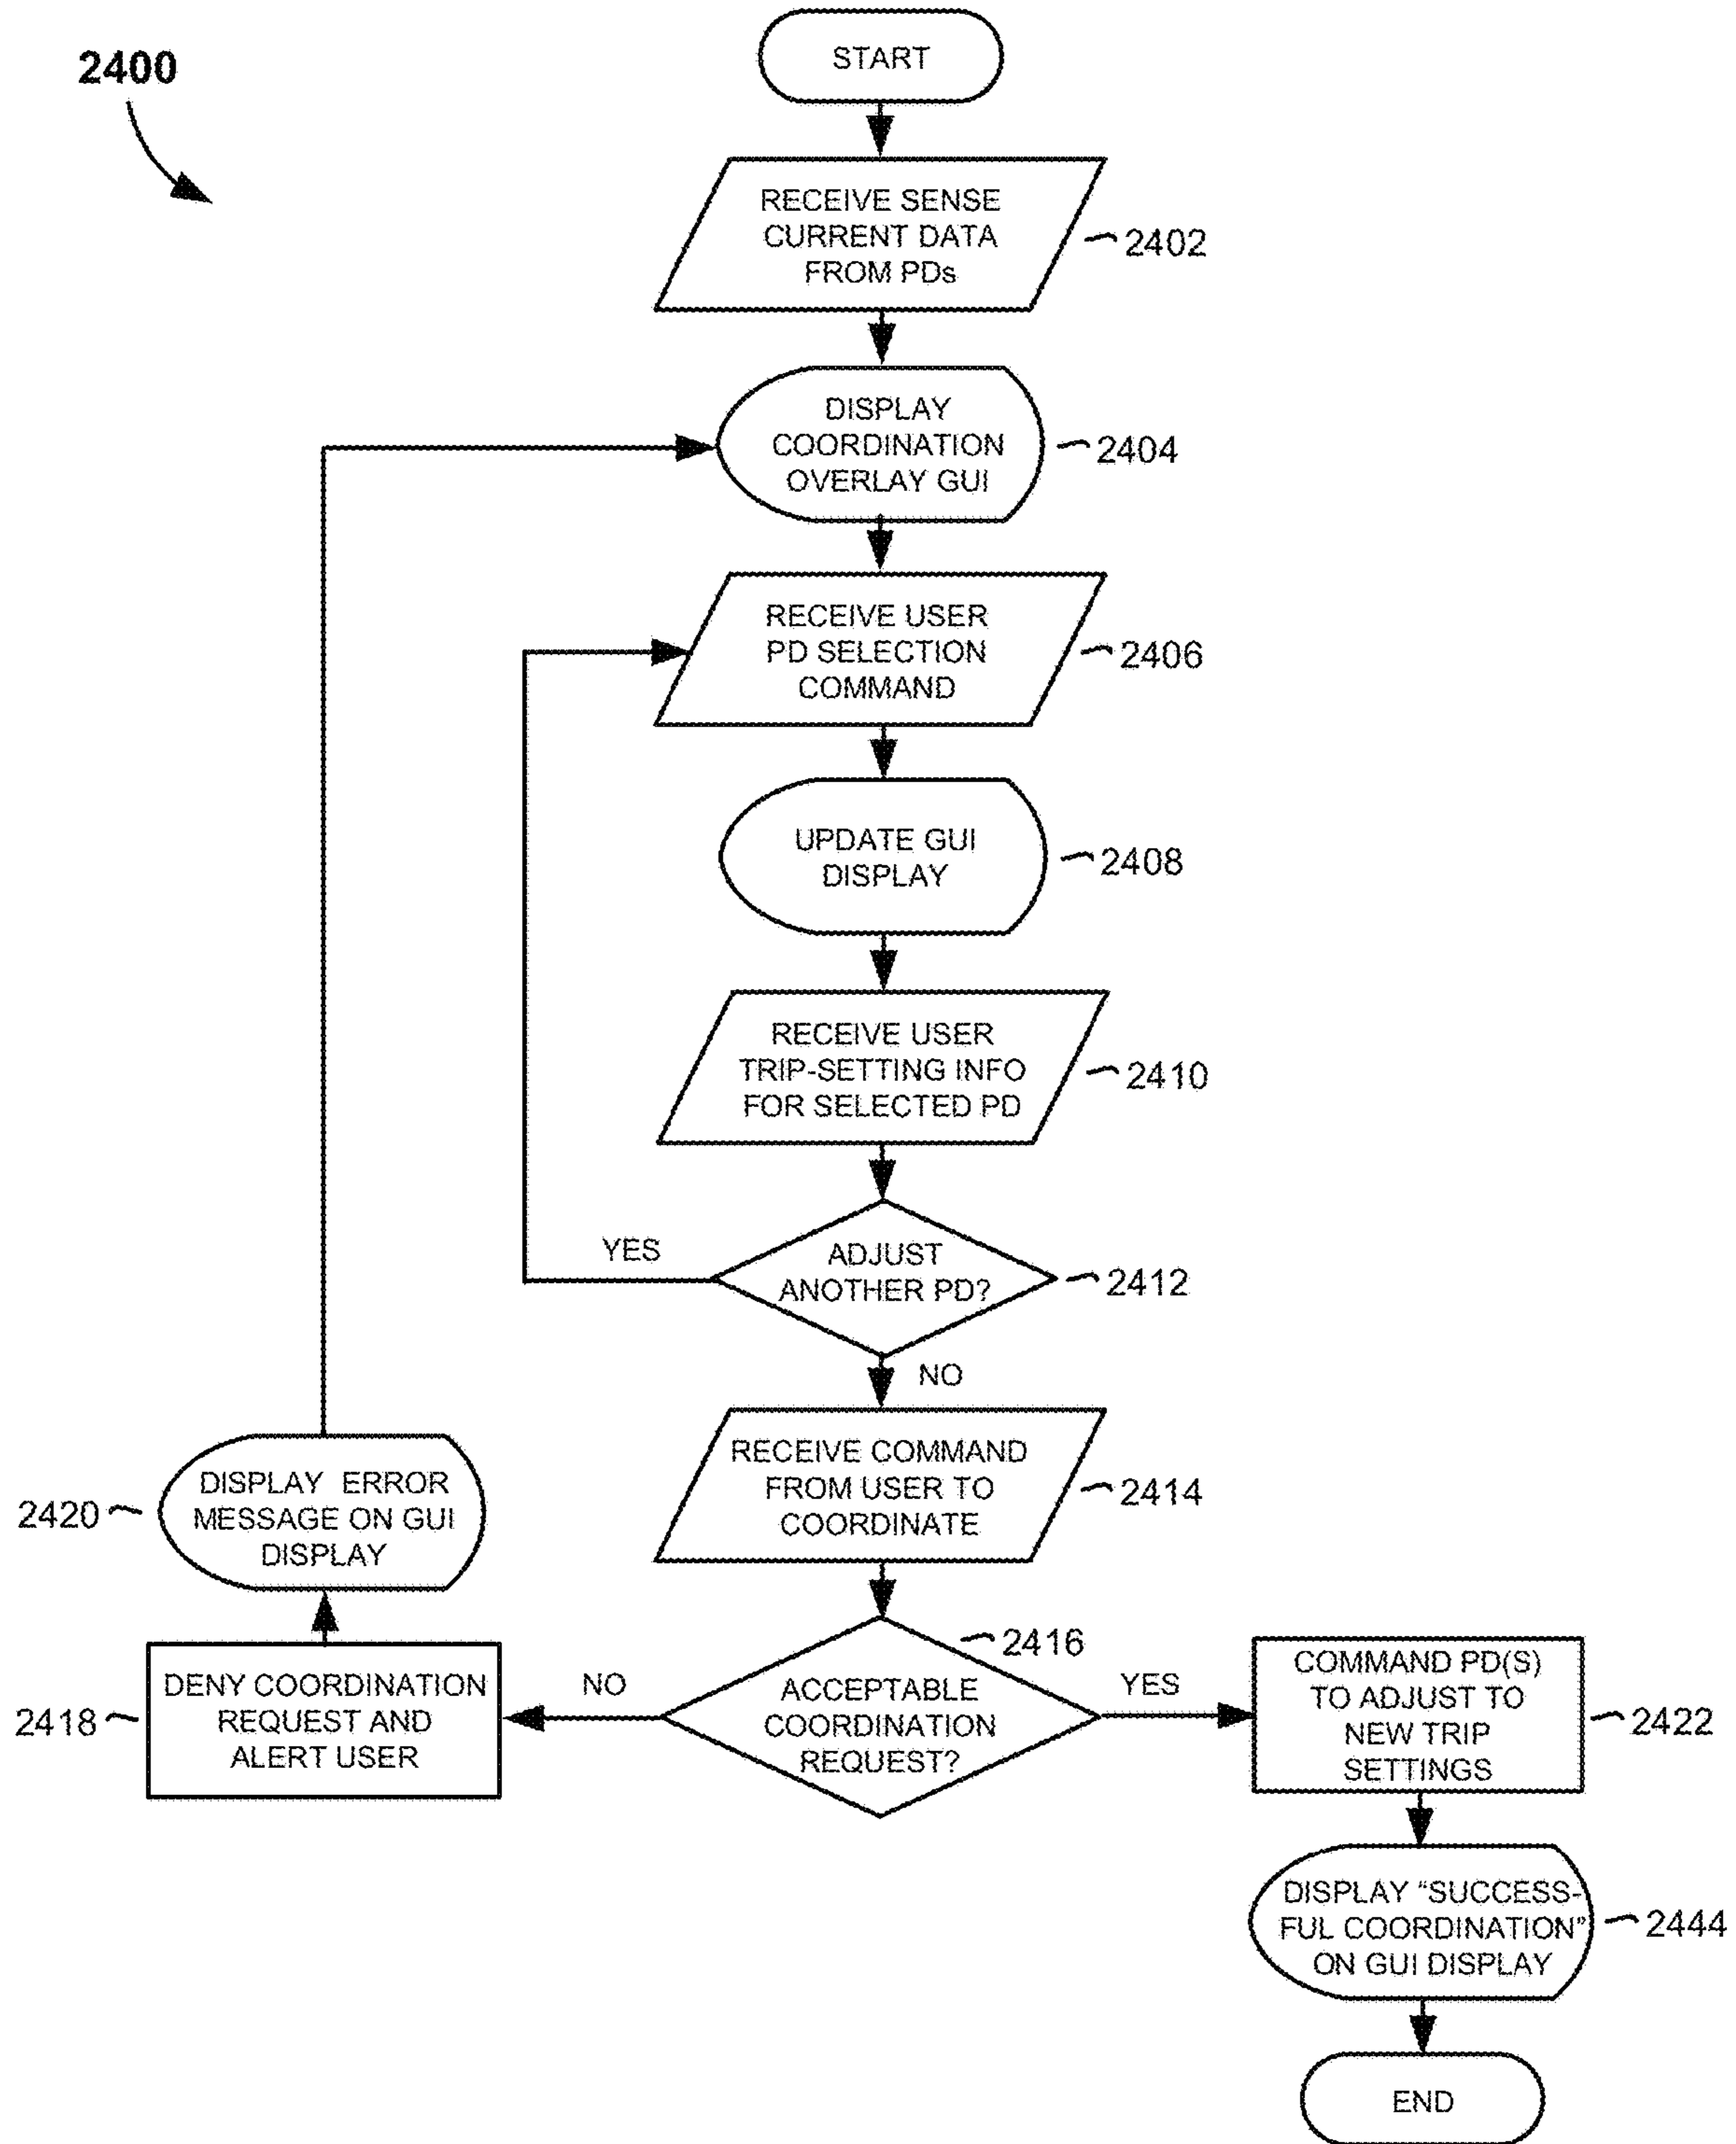 2400
START
RECEIVE SENSE
CURRENT DATA
FROM PDs
2402
DISPLAY
COORDINATION
OVERLAY GUI
2404
RECEIVE USER
PD SELECTION
COMMAND
2406
UPDATE GUI
DISPLAY
2408
RECEIVE USER
TRIP-SETTING INFO
FOR SELECTED PD
2410
YES
ADJUST
ANOTHER PD?
2412
NO
RECEIVE COMMAND
FROM USER TO
COORDINATE
2414
DISPLAY ERROR
MESSAGE ON GUI
DISPLAY
2420
2416
ACCEPTABLE
COORDINATION
REQUEST?
NO
DENY COORDINATION
REQUEST AND
ALERT USER
2418
YES
COMMAND PD(S)
TO ADJUST TO
NEW TRIP
SETTINGS
2422
DISPLAY “SUCCESS-
FUL COORDINATION”
ON GUI DISPLAY
2444
END